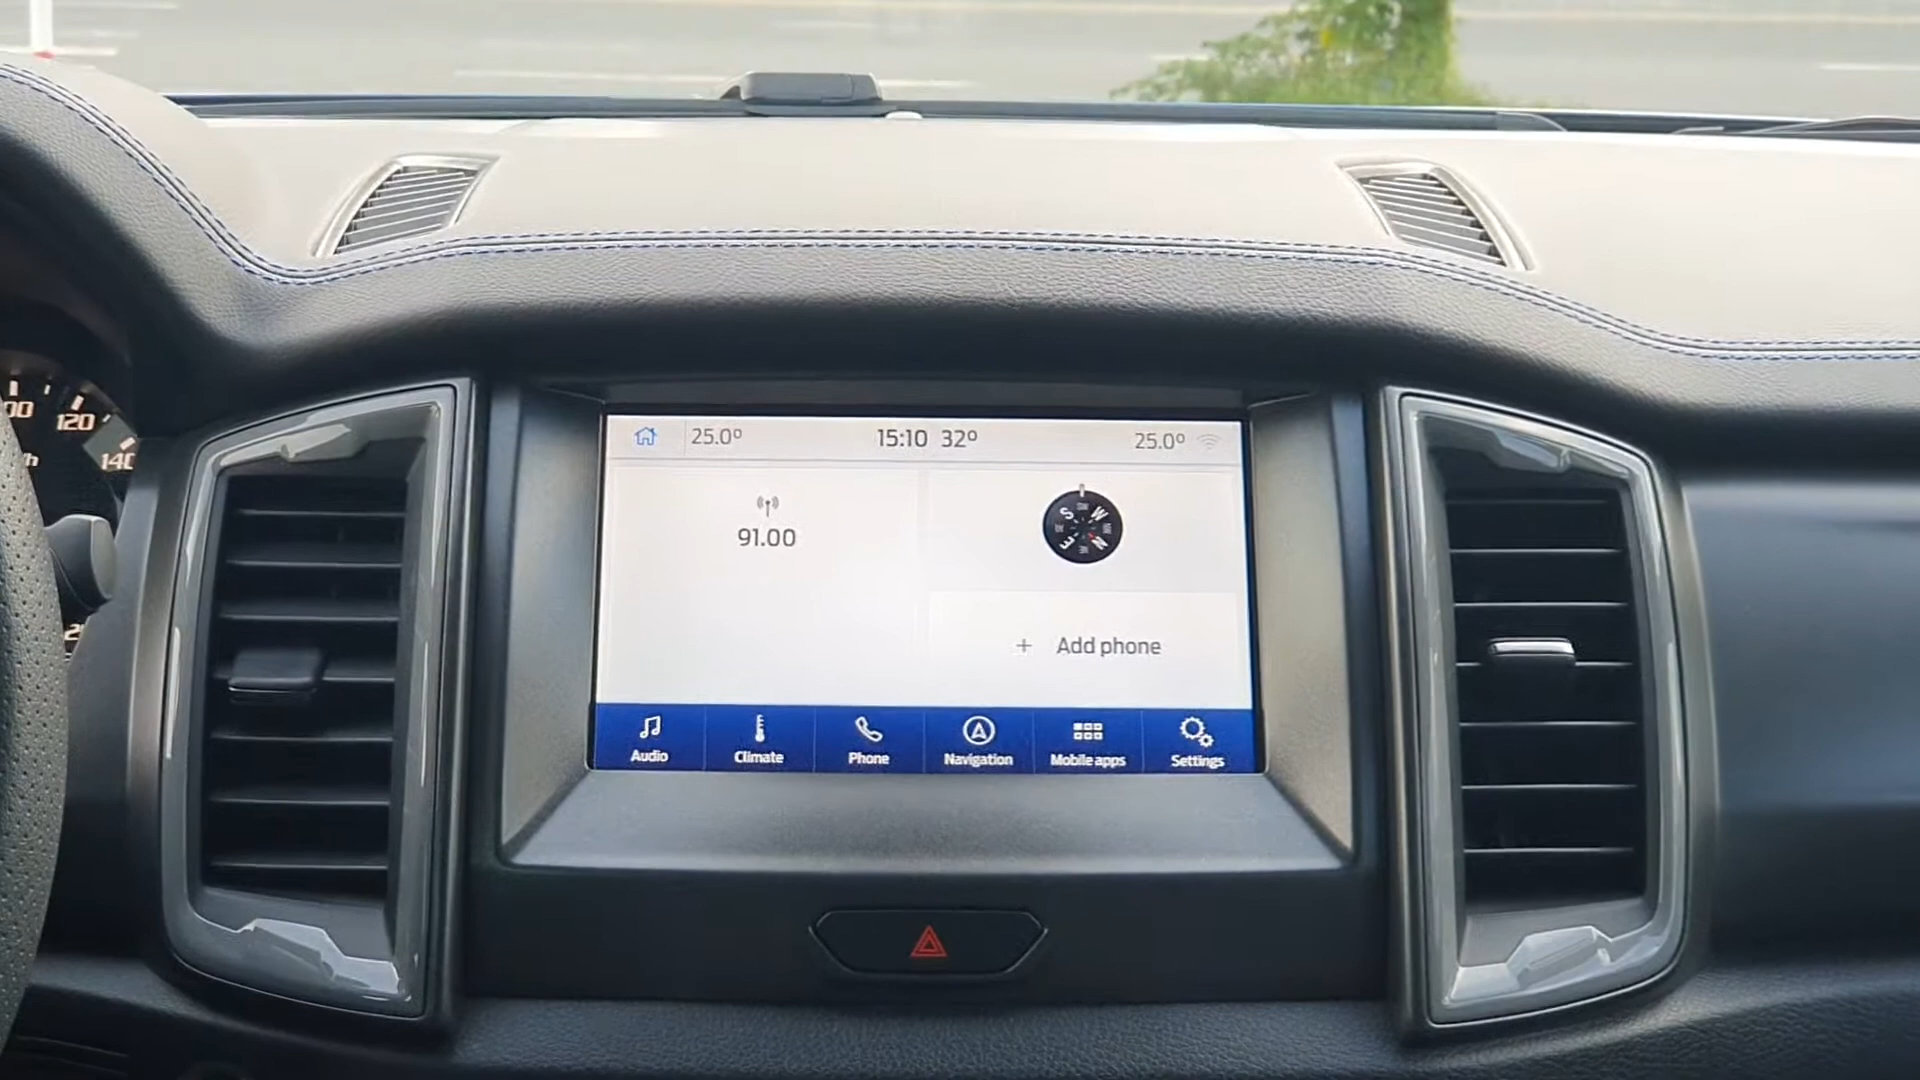 25.0° 15:10 32° 25.0°
91.00
S W
E N
+ Add phone
Audio Climate Phone Navigation Mobile apps Settings
120
140